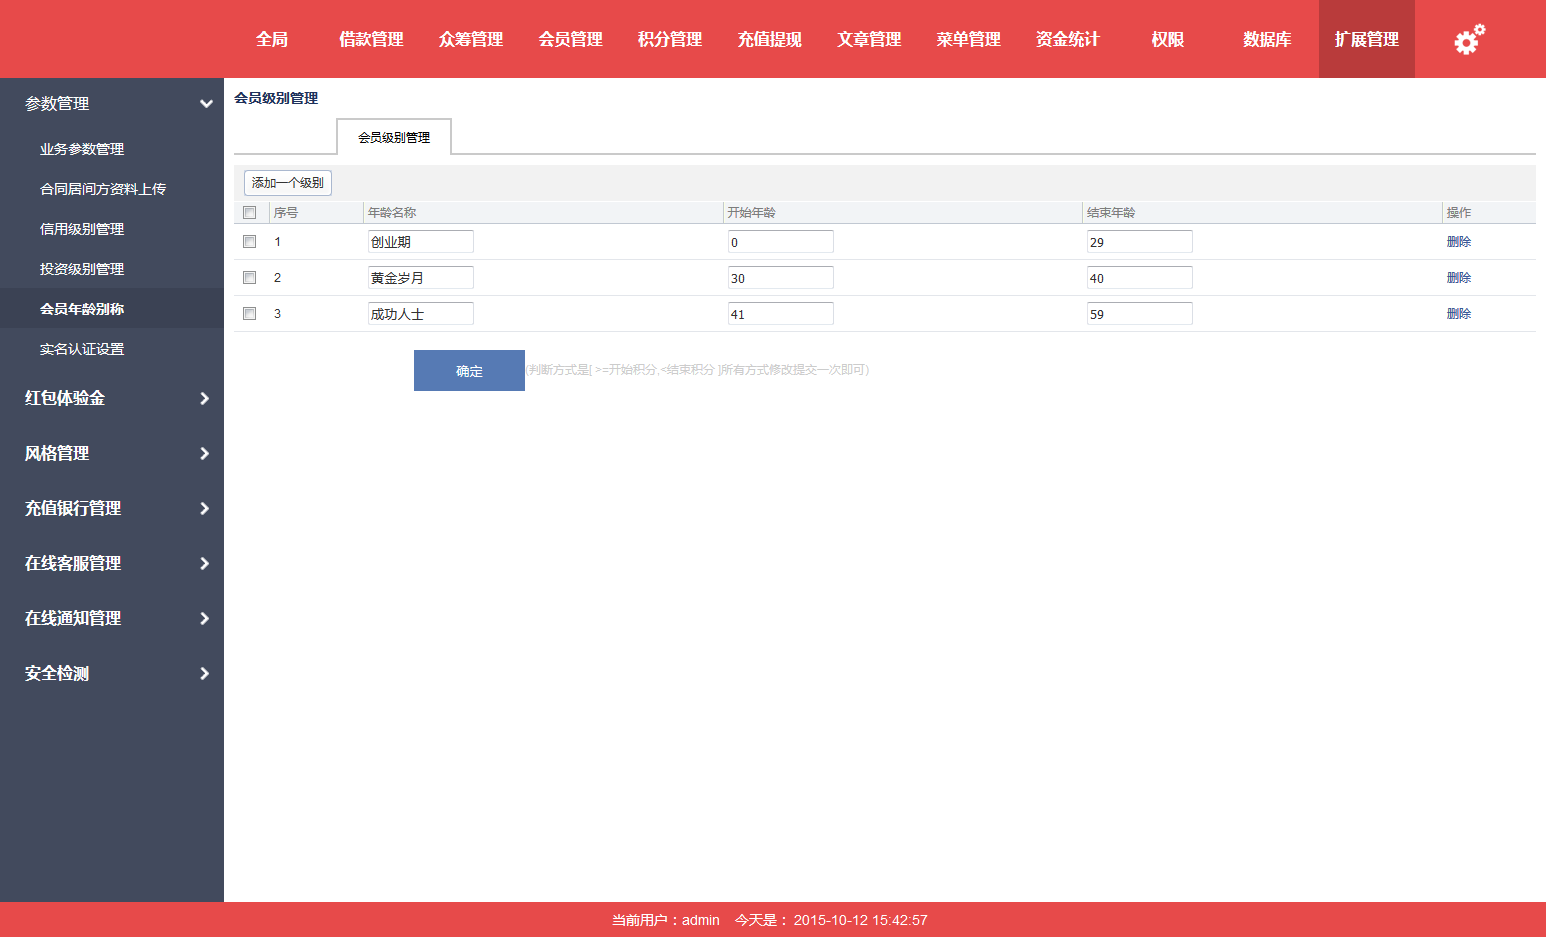 全局 借款管理 众筹管理 会员管理 积分管理 充值提现 文章管理 菜单管理 资金统计 权限 数据库 扩展管理
参数管理
业务参数管理
合同居间方资料上传
信用级别管理
投资级别管理
会员年龄别称
实名认证设置
红包体验金
风格管理
充值银行管理
在线客服管理
在线通知管理
安全检测
会员级别管理
会员级别管理
添加一个级别
序号 年龄名称 开始年龄 结束年龄 操作
1 创业期 0 29 删除
2 黄金岁月 30 40 删除
3 成功人士 41 59 删除
确定 (判断方式是[ >=开始积分,<结束积分 ]所有方式修改提交一次即可)
当前用户：admin 今天是： 2015-10-12 15:42:57